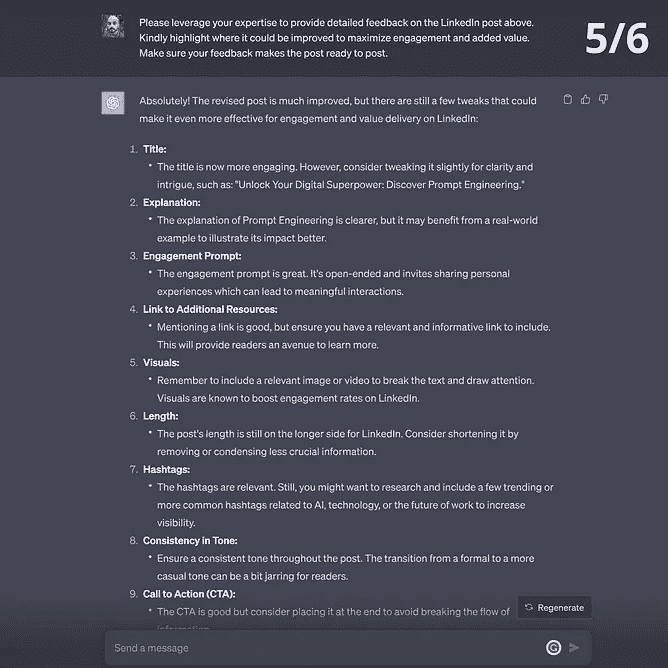 Please leverage your expertise to provide detailed feedback on the LinkedIn post above.
Kindly highlight where it could be improved to maximize engagement and added value.
Make sure your feedback makes the post ready to post.
5/6
Absolutely! The revised post is much improved, but there are still a few tweaks that could
make it even more effective for engagement and value delivery on LinkedIn:
1. Title:
• The title is now more engaging. However, consider tweaking it slightly for clarity and
intrigue, such as: "Unlock Your Digital Superpower: Discover Prompt Engineering."
2. Explanation:
• The explanation of Prompt Engineering is clearer, but it may benefit from a real-world
example to illustrate its impact better.
3. Engagement Prompt:
• The engagement prompt is great. It's open-ended and invites sharing personal
experiences which can lead to meaningful interactions.
4. Link to Additional Resources:
• Mentioning a link is good, but ensure you have a relevant and informative link to include.
This will provide readers an avenue to learn more.
5. Visuals:
• Remember to include a relevant image or video to break the text and draw attention.
Visuals are known to boost engagement rates on LinkedIn.
6. Length:
• The post's length is still on the longer side for LinkedIn. Consider shortening it by
removing or condensing less crucial information.
7. Hashtags:
• The hashtags are relevant. Still, you might want to research and include a few trending or
more common hashtags related to AI, technology, or the future of work to increase
visibility.
8. Consistency in Tone:
• Ensure a consistent tone throughout the post. The transition from a formal to a more
casual tone can be a bit jarring for readers.
9. Call to Action (CTA):
• The CTA is good but consider placing it at the end to avoid breaking the flow of
information.
Regenerate
Send a message
G